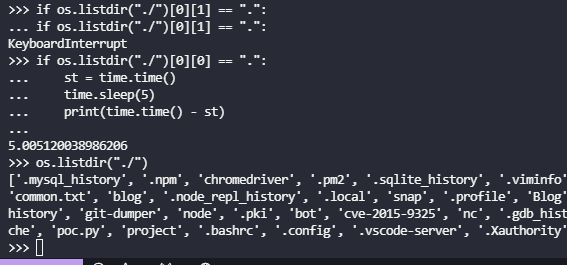 >>> if os.listdir("./")[0][1] == ".":
... if os.listdir("./")[0][1] == ".":
KeyboardInterrupt
>>> if os.listdir("./")[0][0] == ".":
...     st = time.time()
...     time.sleep(5)
...     print(time.time() - st)
...
5.005120038986206
>>> os.listdir("./")
['.mysql_history', '.npm', 'chromedriver', '.pm2', '.sqlite_history', '.viminfo'
'common.txt', 'blog', '.node_repl_history', '.local', 'snap', '.profile', 'Blog'
history', 'git-dumper', 'node', '.pki', 'bot', 'cve-2015-9325', 'nc', '.gdb_hist
che', 'poc.py', 'project', '.bashrc', '.config', '.vscode-server', '.Xauthority'
>>>